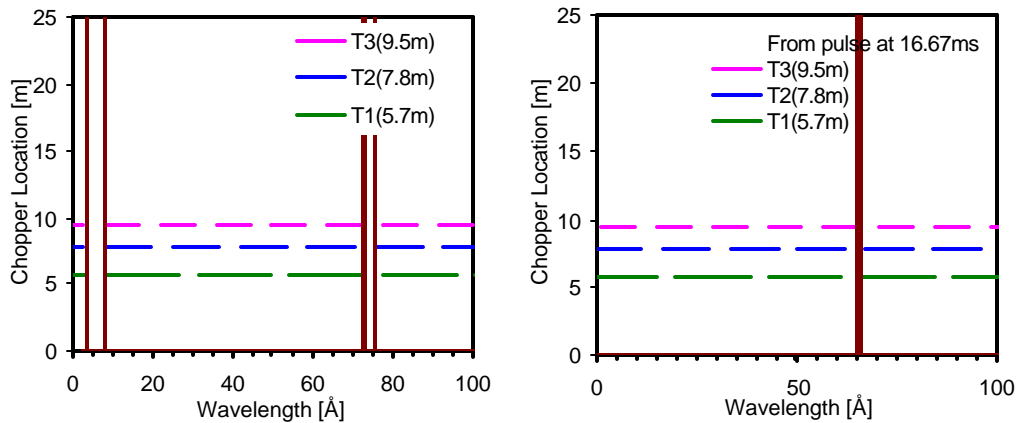 25
20
15
10
5
0
Chopper Location [m]
T3(9.5m)
T2(7.8m)
T1(5.7m)
0 20 40 60 80 100
Wavelength [Å]
25
20
15
10
5
0
Chopper Location [m]
From pulse at 16.67ms
T3(9.5m)
T2(7.8m)
T1(5.7m)
0 50 100
Wavelength [Å]